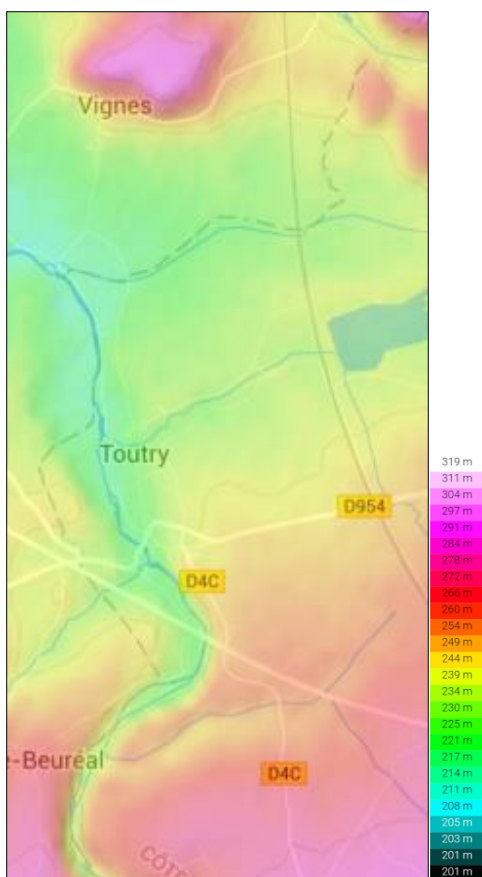 Vignes
Toutry
D954
D4C
e-Beuréal
D4C
CÔTE
319 m
311 m
304 m
297 m
291 m
284 m
278 m
272 m
266 m
260 m
254 m
249 m
244 m
239 m
234 m
230 m
225 m
221 m
217 m
214 m
211 m
208 m
205 m
203 m
201 m
201 m